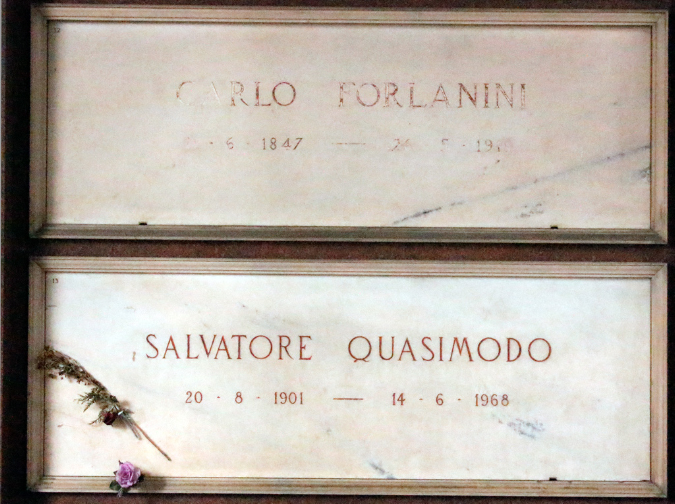 CARLO FORLANINI
6 · 1847 — 5 ·
SALVATORE QUASIMODO
20 · 8 · 1901 — 14 · 6 · 1968